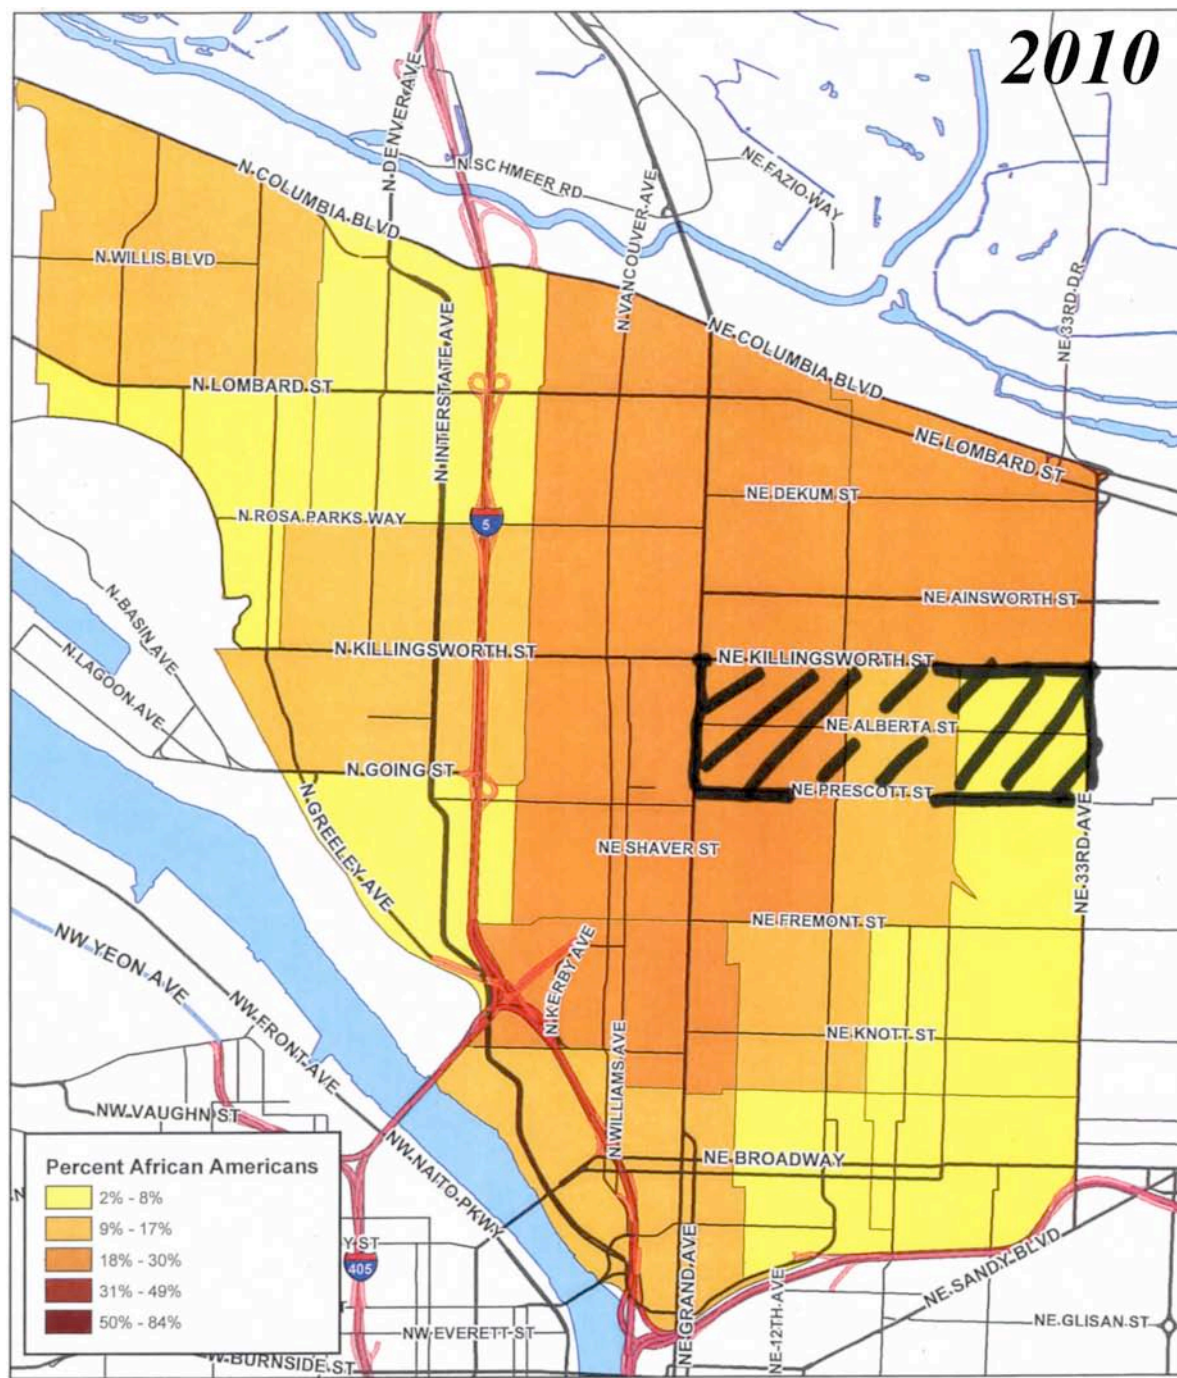 2010
N DENVER AVE
N SCHMEER RD
NE FAZIO WAY
N COLUMBIA BLVD
N VANCOUVER AVE
N WILLIS BLVD
NE 33RD DR
N INTERSTATE AVE
NE COLUMBIA BLVD
N LOMBARD ST
NE LOMBARD ST
NE DEKUM ST
N ROSA PARKS WAY
5
N BASIN AVE
NE AINSWORTH ST
N LAGOON AVE
N KILLINGSWORTH ST
NE KILLINGSWORTH ST
NE ALBERTA ST
N GOING ST
NE PRESCOTT ST
N GREELEY AVE
NE SHAVER ST
NE 33RD AVE
NE FREMONT ST
NW YEON AVE
N KERBY AVE
NW FRONT AVE
NE KNOTT ST
N WILLIAMS AVE
NW VAUGHN ST
NW NAITO PKWY
NE BROADWAY
Percent African Americans
2% - 8%
9% - 17%
18% - 30%
31% - 49%
50% - 84%
Y ST
405
NE GRAND AVE
NE 12TH AVE
NE SANDY BLVD
NE GLISAN ST
NW EVERETT ST
W BURNSIDE ST